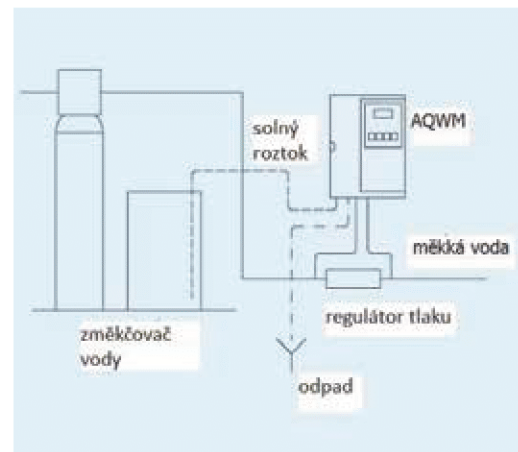 solný
roztok
AQWM
měkká voda
regulátor tlaku
změkčovač
vody
odpad